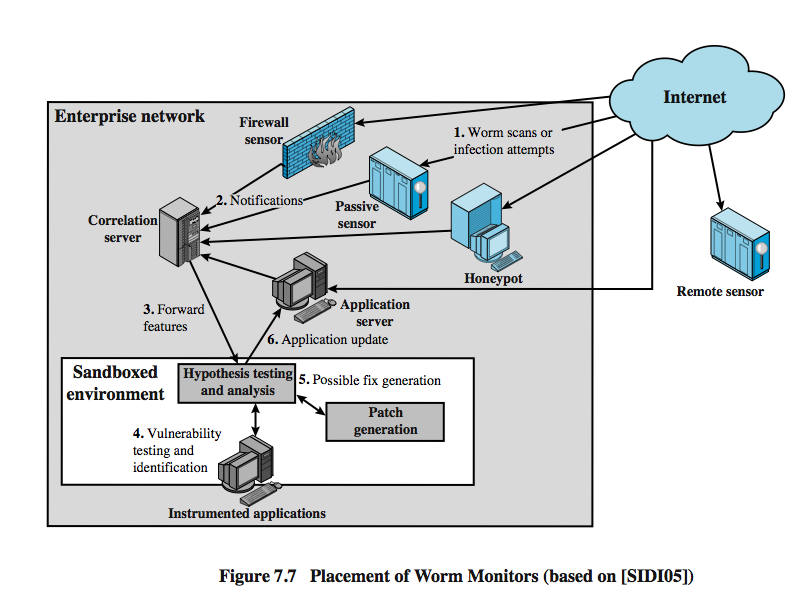 Internet
Enterprise network
Firewall
sensor
1. Worm scans or
infection attempts
2. Notifications
Passive
sensor
Correlation
server
Honeypot
Remote sensor
3. Forward
features
Application
server
6. Application update
Sandboxed
environment
Hypothesis testing
and analysis
5. Possible fix generation
Patch
generation
4. Vulnerability
testing and
identification
Instrumented applications
Figure 7.7 Placement of Worm Monitors (based on [SIDI05])